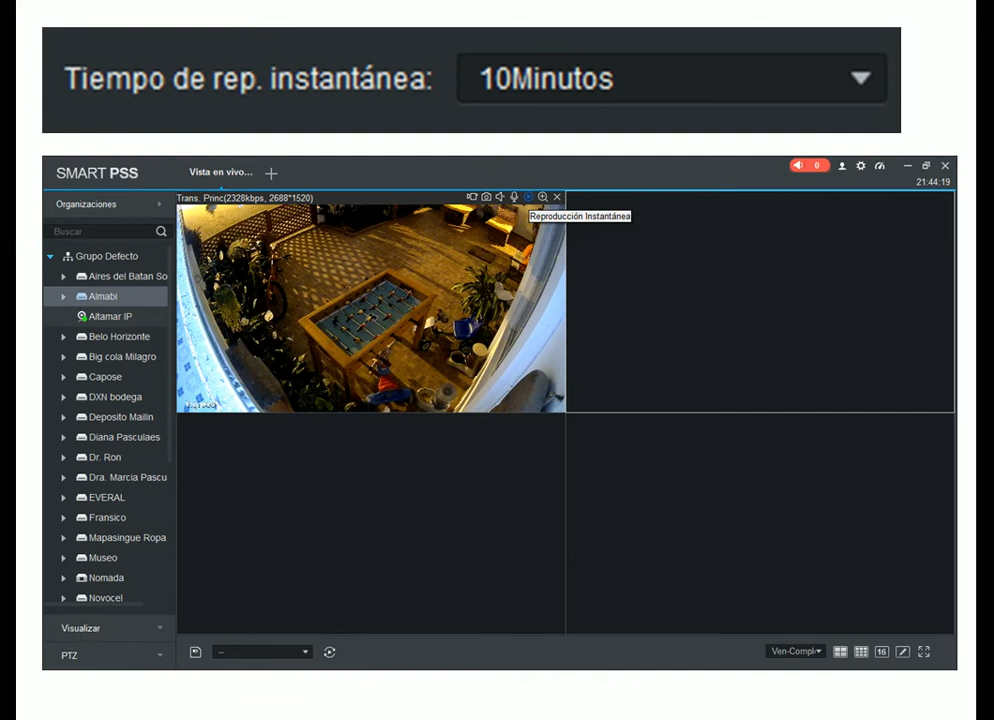 Tiempo de rep. instantánea: 10Minutos
SMART PSS
Vista en vivo...
0
21:44:19
Organizaciones
Trans. Princ(2328kbps, 2688*1520)
Reproducción Instantánea
Buscar
Grupo Defecto
Aires del Batan So
Almabi
Altamar IP
Belo Horizonte
Big cola Milagro
Capose
DXN bodega
Deposito Mailin
Diana Pasculaes
Dr. Ron
Dra. Marcia Pascu
EVERAL
Fransico
Mapasingue Ropa
Museo
Nomada
Novocel
Visualizar
PTZ
--
Ven-Compl
16